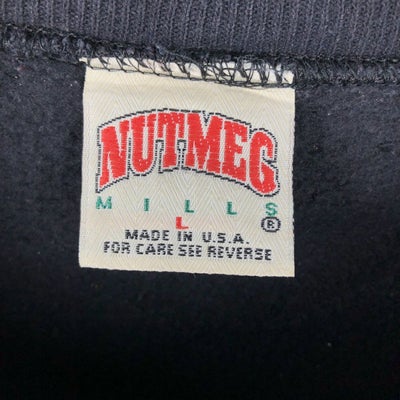 NUTMEG
MILLS ®
L
MADE IN U.S.A.
FOR CARE SEE REVERSE